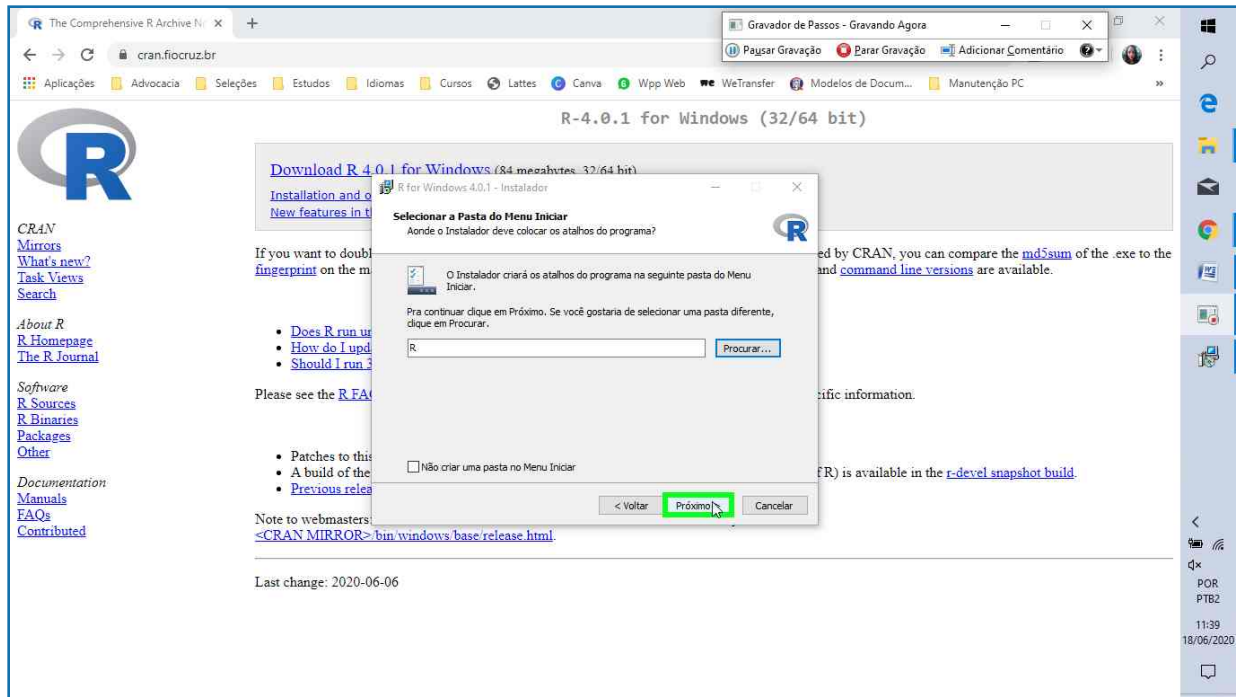 The Comprehensive R Archive N
Gravador de Passos - Gravando Agora
cran.fiocruz.br
Pausar Gravação Parar Gravação Adicionar Comentário
Aplicações Advocacia Seleções Estudos Idiomas Cursos Lattes Canva Wpp Web WeTransfer Modelos de Docum... Manutenção PC »
R-4.0.1 for Windows (32/64 bit)
Download R 4.0.1 for Windows (84 megabytes, 32/64 bit)
Installation and o
New features in t
R for Windows 4.0.1 - Instalador
Selecionar a Pasta do Menu Iniciar
Aonde o Instalador deve colocar os atalhos do programa?
O Instalador criará os atalhos do programa na seguinte pasta do Menu
Iniciar.
Pra continuar clique em Próximo. Se você gostaria de selecionar uma pasta diferente,
clique em Procurar.
R
Procurar...
Não criar uma pasta no Menu Iniciar
< Voltar Próximo Cancelar
R
CRAN
Mirrors
What's new?
Task Views
Search
About R
R Homepage
The R Journal
Software
R Sources
R Binaries
Packages
Other
Documentation
Manuals
FAQs
Contributed
If you want to doubl ed by CRAN, you can compare the md5sum of the .exe to the
fingerprint on the m and command line versions are available.
Does R run un
How do I upd
Should I run 3
Please see the R FAQ cific information.
Patches to this
A build of the f R) is available in the r-devel snapshot build.
Previous relea
Note to webmasters:
<CRAN MIRROR>/bin/windows/base/release.html.
Last change: 2020-06-06
POR
PTB2
11:39
18/06/2020